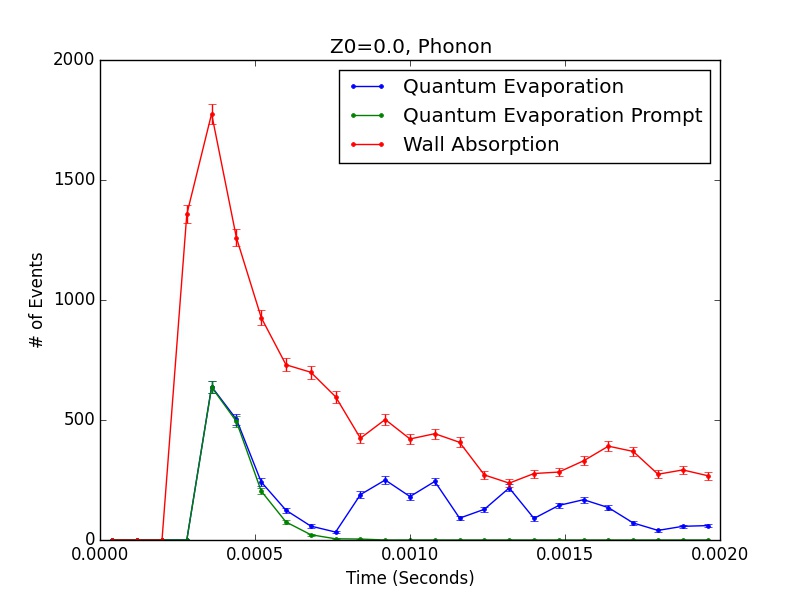 Z0=0.0, Phonon
2000
1500
1000
500
0
# of Events
Quantum Evaporation
Quantum Evaporation Prompt
Wall Absorption
0.0000 0.0005 0.0010 0.0015 0.0020
Time (Seconds)